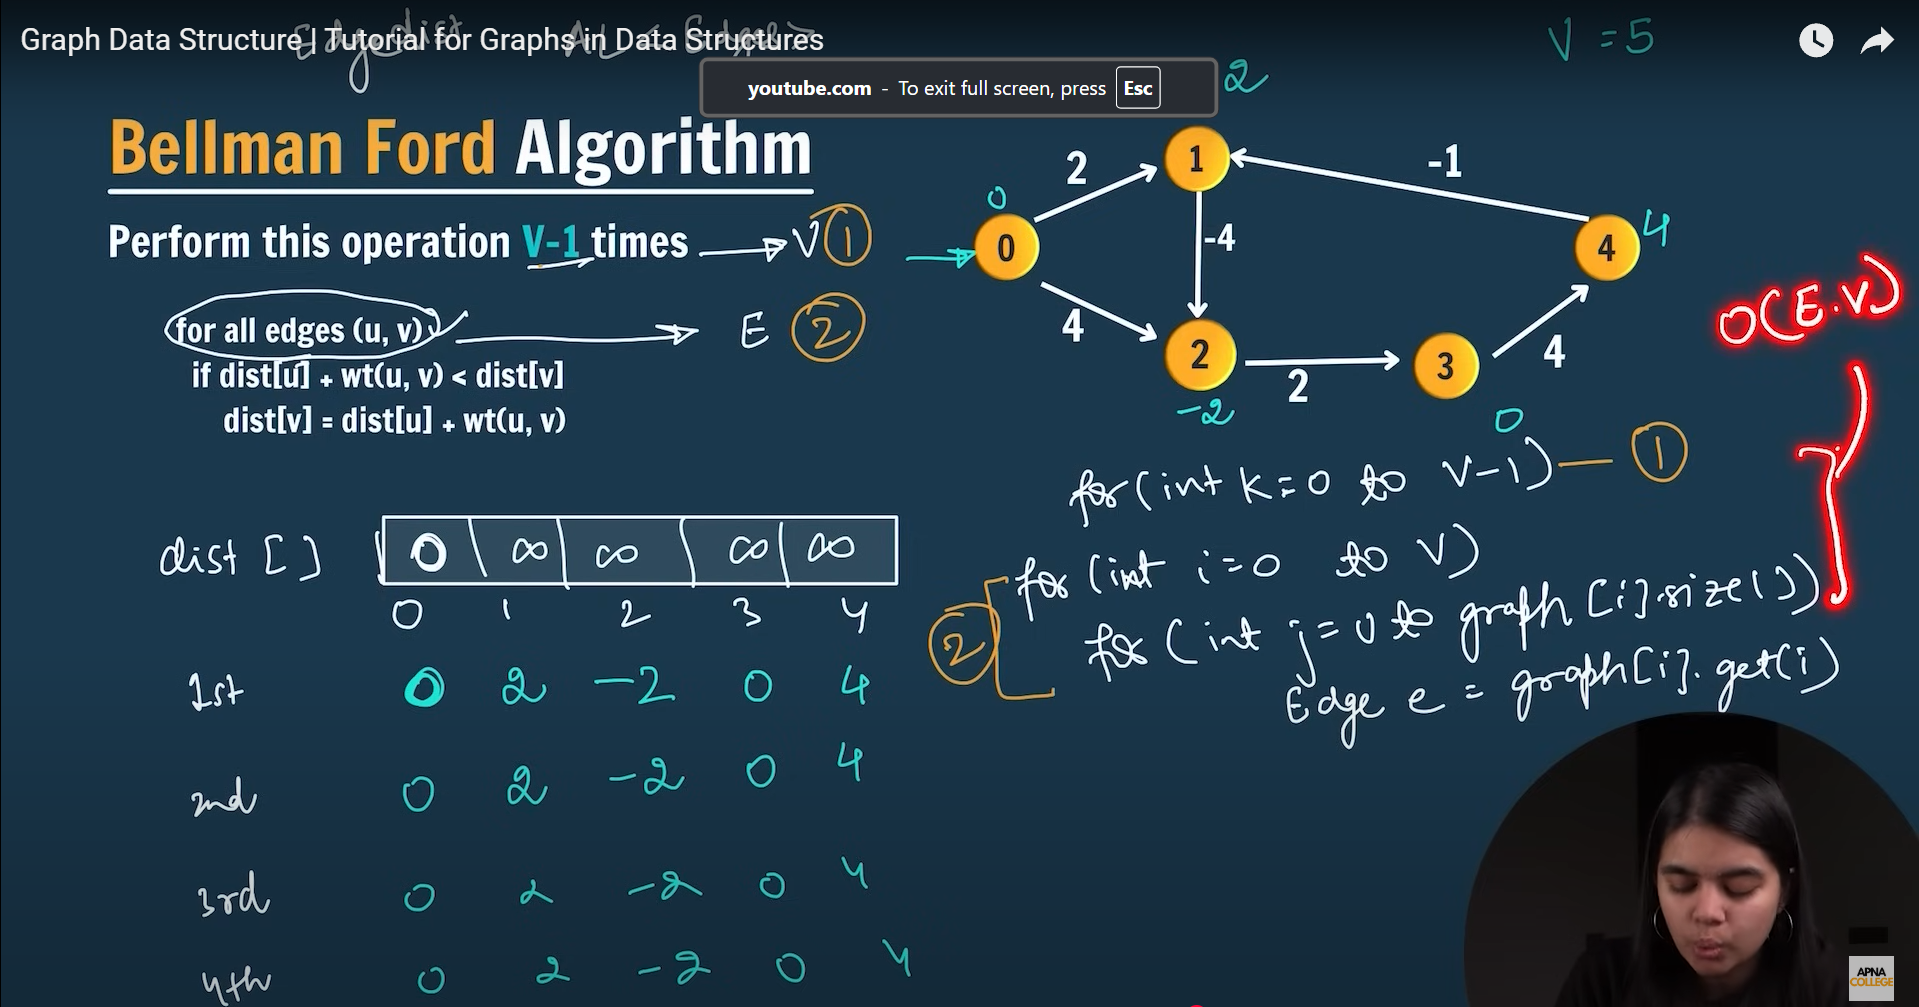 Graph Data Structure | Tutorial for Graphs in Data Structures
Edge dist
V = 5
youtube.com - To exit full screen, press Esc
2
Bellman Ford Algorithm
Perform this operation V-1 times → V ①
for all edges (u, v) → E ②
if dist[u] + wt(u, v) < dist[v]
dist[v] = dist[u] + wt(u, v)
0
2
1
-1
0
-4
4
4
4
2
2
3
4
-2
0
O(E.V)
for (int k=0 to V-1) — ①
for (int i=0 to V)
② for (int j=0 to graph[i].size())
Edge e = graph[i].get(i)
dist [ ] 0 ∞ ∞ ∞ ∞
0 1 2 3 4
1st 0 2 -2 0 4
2nd 0 2 -2 0 4
3rd 0 2 -2 0 4
4th 0 2 -2 0 4
APNA
COLLEGE